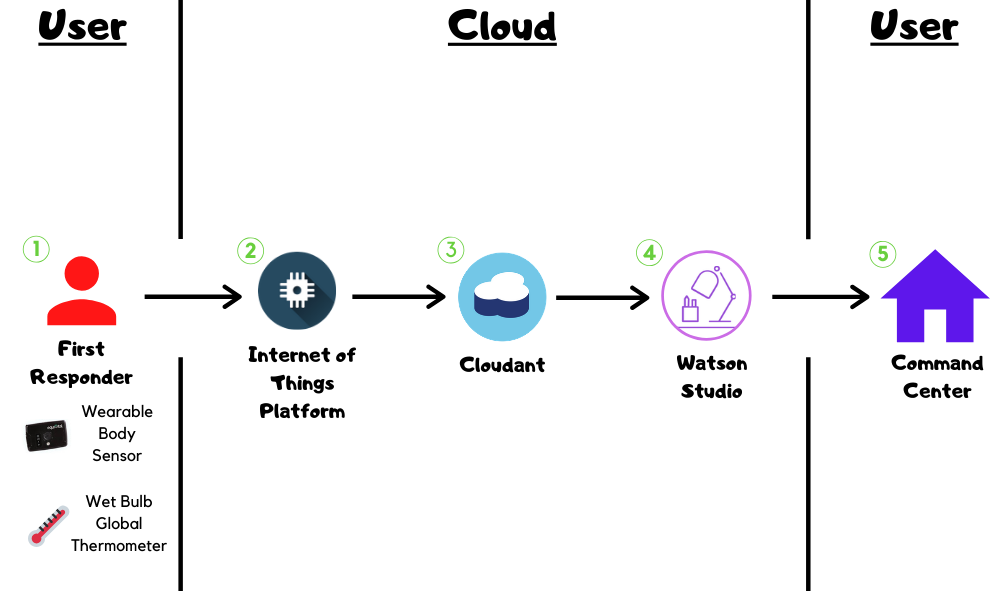 User
Cloud
User
1
2
3
4
5
First
Responder
Internet of
Things
Platform
Cloudant
Watson
Studio
Command
Center
Wearable
Body
Sensor
Wet Bulb
Global
Thermometer